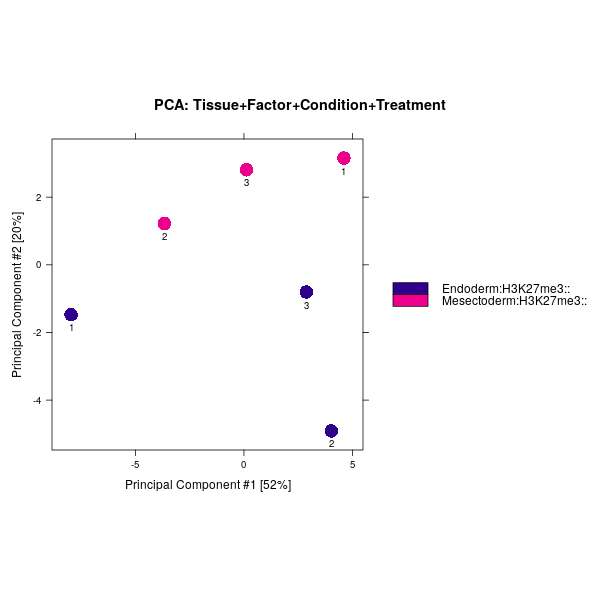 PCA: Tissue+Factor+Condition+Treatment
Principal Component #2 [20%]
2
0
-2
-4
1
3
2
3
1
2
-5
0
5
Principal Component #1 [52%]
Endoderm:H3K27me3::
Mesectoderm:H3K27me3::